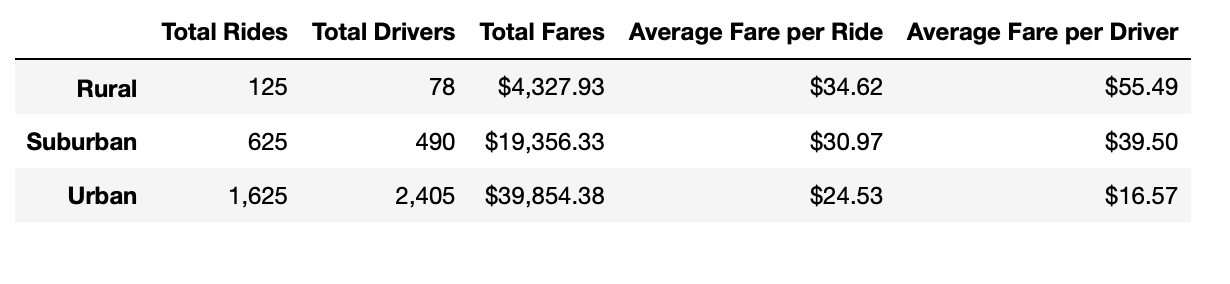 Total Rides Total Drivers Total Fares Average Fare per Ride Average Fare per Driver
Rural 125 78 $4,327.93 $34.62 $55.49
Suburban 625 490 $19,356.33 $30.97 $39.50
Urban 1,625 2,405 $39,854.38 $24.53 $16.57